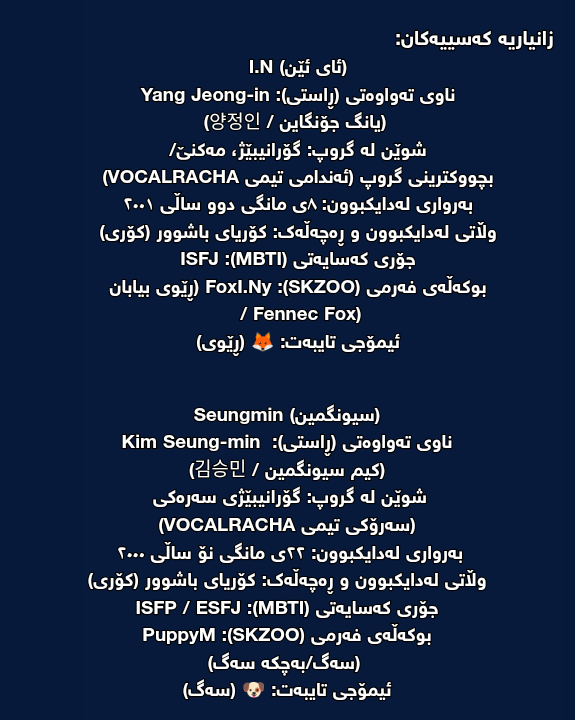 زانیاریە کەسییەکان:
I.N (ئای ئێن)
ناوی تەواوەتی (ڕاستی): Yang Jeong-in
(یانگ جۆنگاین / 양정인)
شوێن لە گروپ: گۆرانیبێژ، مەکنێ/
بچووکترینی گروپ (ئەندامی تیمی VOCALRACHA)
بەرواری لەدایکبوون: ٨ی مانگی دوو ساڵی ٢٠٠١
وڵاتی لەدایکبوون و ڕەچەڵەک: کۆریای باشوور (کۆری)
جۆری کەسایەتی (MBTI): ISFJ
بوکەڵەی فەرمی (SKZOO): FoxI.Ny (ڕێوی بیابان
/ Fennec Fox)
ئیمۆجی تایبەت: 🦊 (ڕێوی)
Seungmin (سیونگمین)
ناوی تەواوەتی (ڕاستی): Kim Seung-min
(کیم سیونگمین / 김승민)
شوێن لە گروپ: گۆرانیبێژی سەرەکی
(سەرۆکی تیمی VOCALRACHA)
بەرواری لەدایکبوون: ٢٢ی مانگی نۆ ساڵی ٢٠٠٠
وڵاتی لەدایکبوون و ڕەچەڵەک: کۆریای باشوور (کۆری)
جۆری کەسایەتی (MBTI): ISFP / ESFJ
بوکەڵەی فەرمی (SKZOO): PuppyM
(سەگ/بەچکە سەگ)
ئیمۆجی تایبەت: 🐶 (سەگ)